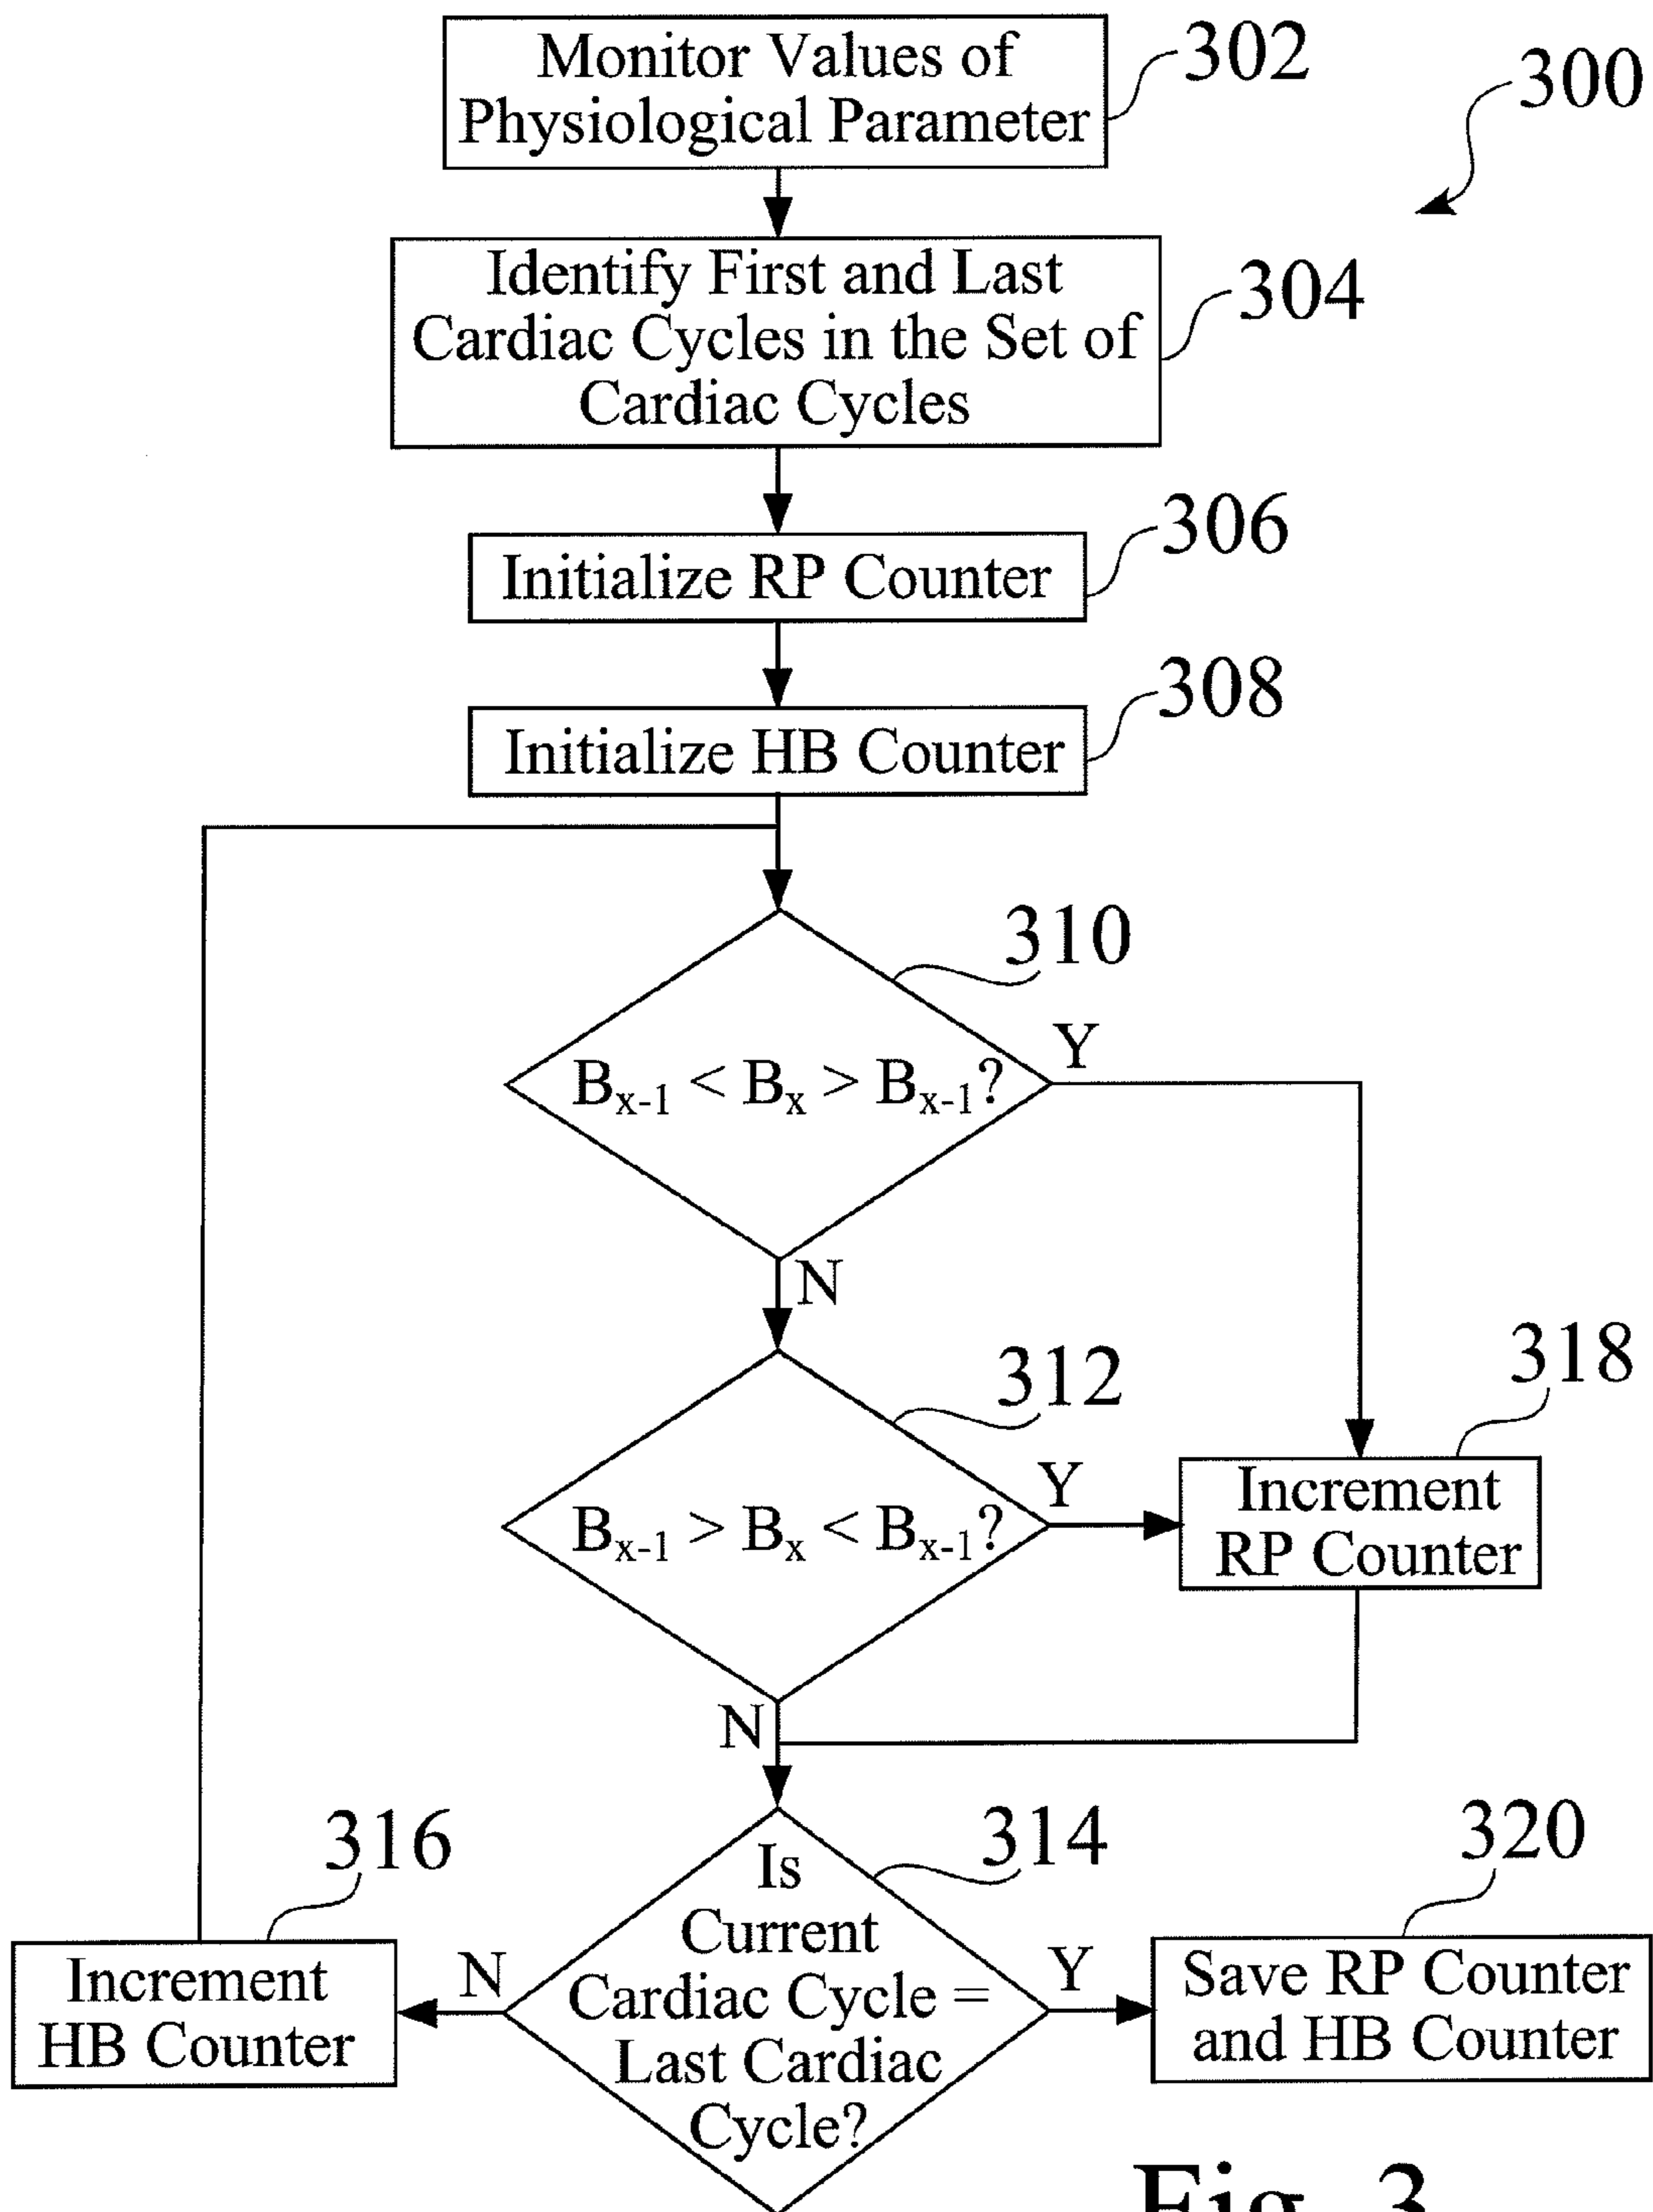 Monitor Values of
Physiological Parameter
302
300
Identify First and Last
Cardiac Cycles in the Set of
Cardiac Cycles
304
306
Initialize RP Counter
308
Initialize HB Counter
310
Bx-1 < Bx > Bx-1?
Y
N
312
318
Bx-1 > Bx < Bx-1?
Y
Increment
RP Counter
N
316
314
320
Is
Current
Cardiac Cycle =
Last Cardiac
Cycle?
N
Y
Increment
HB Counter
Save RP Counter
and HB Counter
Fig. 3